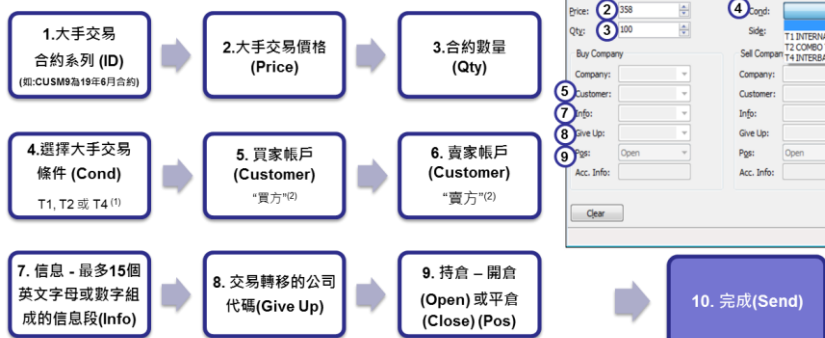 1.大手交易
合約系列 (ID)
(如:CUSM9為19年6月合約)
2.大手交易價格
(Price)
3.合約數量
(Qty)
4.選擇大手交易
條件 (Cond)
T1, T2 或 T4 (1)
5. 買家帳戶
(Customer)
“買方”(2)
6. 賣家帳戶
(Customer)
“賣方”(2)
7. 信息 - 最多15個
英文字母或數字組
成的信息段(Info)
8. 交易轉移的公司
代碼(Give Up)
9. 持倉 – 開倉
(Open) 或平倉
(Close) (Pos)
10. 完成(Send)
Price: 2 358 4 Cond:
Qty: 3 100 Side:
T1 INTERNA
T2 COMBO
T4 INTERBA
Buy Company Sell Compan
Company: Company:
5 Customer: Customer:
7 Info: Info:
8 Give Up: Give Up:
9 Pos: Open Pos: Open
Acc. Info: Acc. Info:
Clear